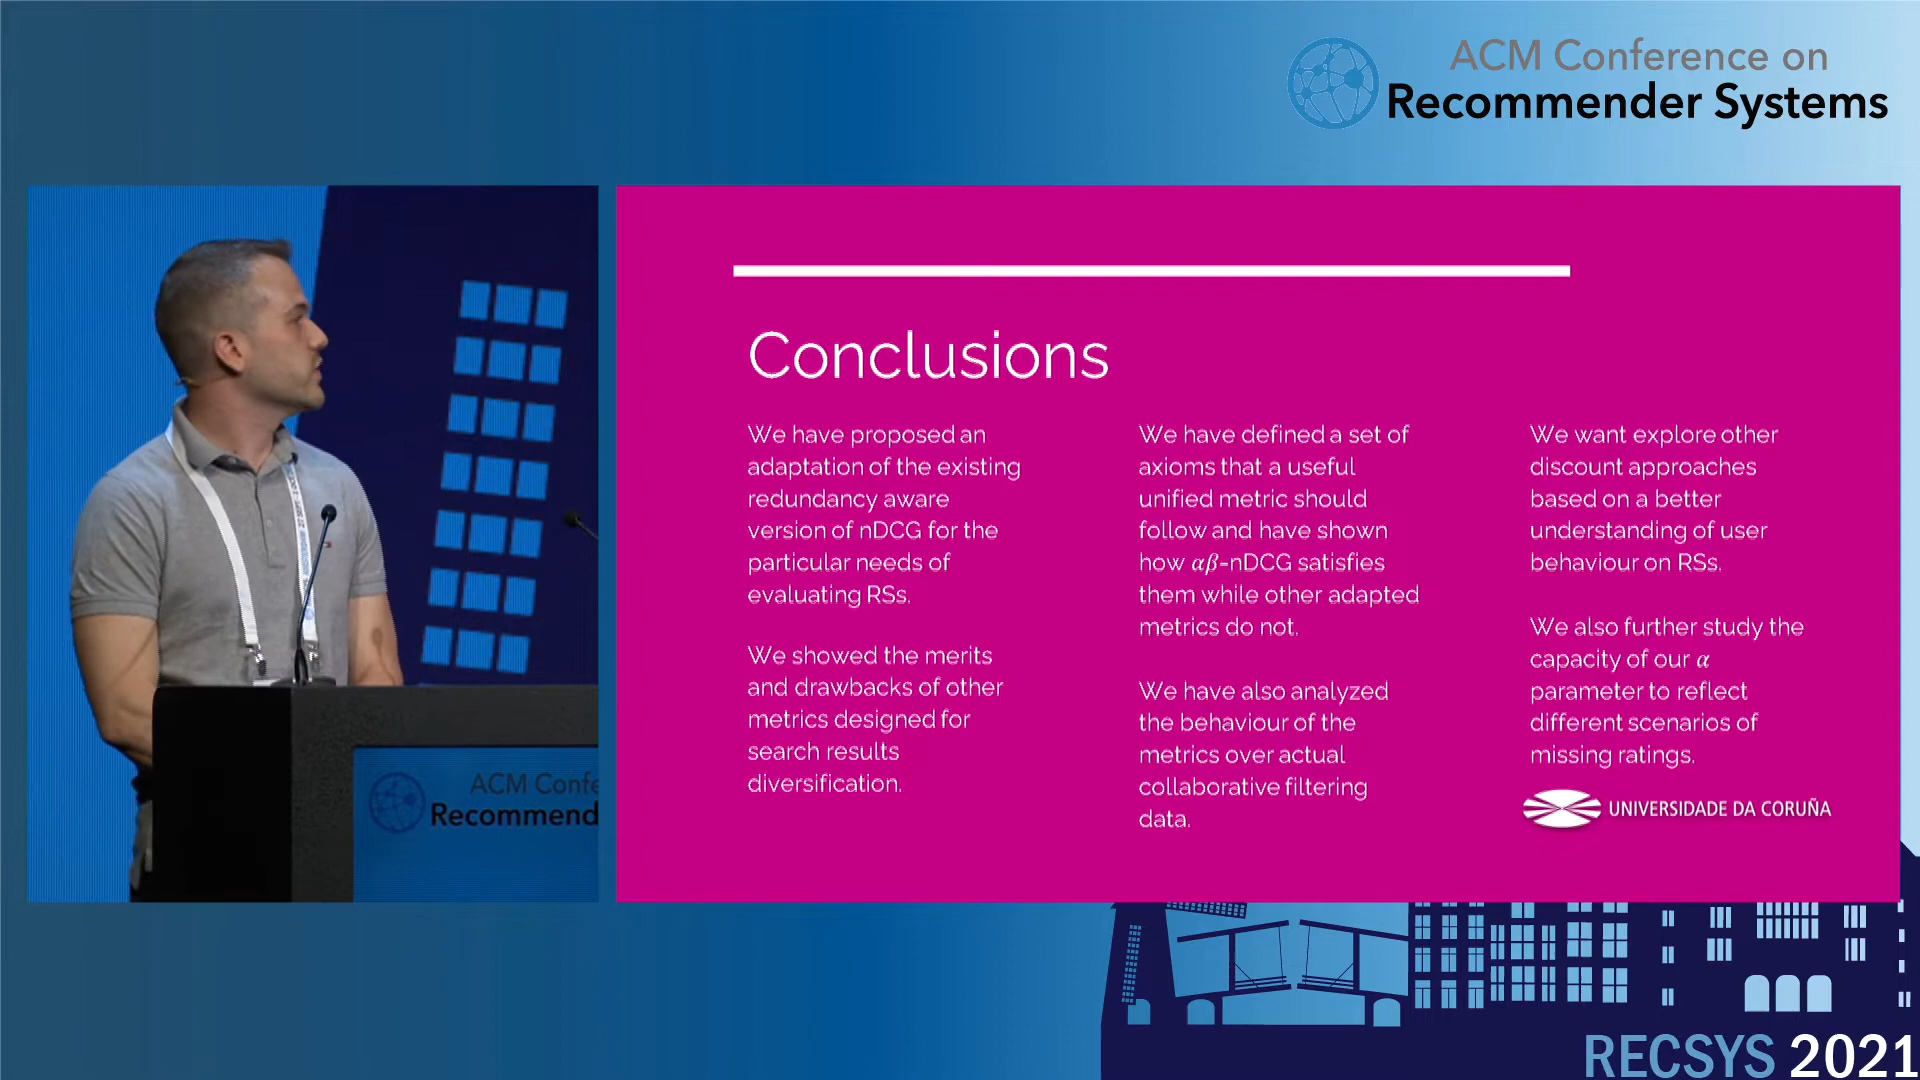 ACM Conference on
Recommender Systems
Conclusions
We have proposed an
adaptation of the existing
redundancy aware
version of nDCG for the
particular needs of
evaluating RSs.
We showed the merits
and drawbacks of other
metrics designed for
search results
diversification.
We have defined a set of
axioms that a useful
unified metric should
follow and have shown
how αβ-nDCG satisfies
them while other adapted
metrics do not.
We have also analyzed
the behaviour of the
metrics over actual
collaborative filtering
data.
We want explore other
discount approaches
based on a better
understanding of user
behaviour on RSs.
We also further study the
capacity of our α
parameter to reflect
different scenarios of
missing ratings.
UNIVERSIDADE DA CORUÑA
ACM Confe
Recommend
RECSYS 2021